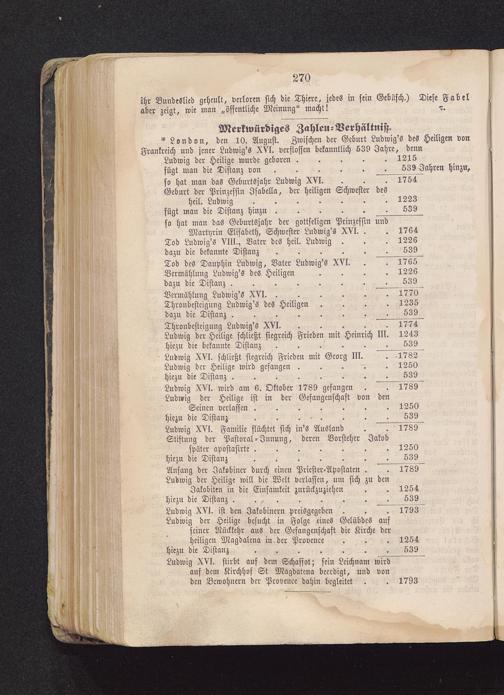 270
ihr Bundeslied geheult, verloren sich die Thiere, jedes in sein Gebüsch.) Diese Fabel
aber zeigt, wie man „öffentliche Meinung“ macht!
Merkwürdiges Zahlen-Verhältniß.
* London, den 10. August. Zwischen der Geburt Ludwig's des Heiligen von
Frankreich und jener Ludwig's XVI. verflossen bekanntlich 539 Jahre, denn
Ludwig der Heilige wurde geboren . . . . . 1215
fügt man die Distanz von . . . . . 539 Jahren hinzu,
so hat man das Geburtsjahr Ludwig XVI. . . . . 1754
Geburt der Prinzessin Isabella, der heiligen Schwester des
heil. Ludwig . . . . . 1223
fügt man die Distanz hinzu . . . . . 539
so hat man das Geburtsjahr der gottseligen Prinzessin und
Martyrin Elisabeth, Schwester Ludwig's XVI. . . 1764
Tod Ludwig's VIII., Vater des heil. Ludwig . . . 1226
dazu die bekannte Distanz . . . . . 539
Tod des Dauphin Ludwig, Vater Ludwig's XVI. . . 1765
Vermählung Ludwig's des Heiligen . . . . 1226
dazu die Distanz . . . . . 539
Vermählung Ludwig's XVI. . . . . . 1770
Thronbesteigung Ludwig's des Heiligen . . . . 1235
dazu die Distanz . . . . . 539
Thronbesteigung Ludwig's XVI. . . . . 1774
Ludwig der Heilige schließt siegreich Frieden mit Heinrich III. 1243
hiezu die bekannte Distanz . . . . . 539
Ludwig XVI. schließt siegreich Frieden mit Georg III. . 1782
Ludwig der Heilige wird gefangen . . . . 1250
hiezu die Distanz . . . . . 539
Ludwig XVI. wird am 6. Oktober 1789 gefangen . . 1789
Ludwig der Heilige ist in der Gefangenschaft von den
Seinen verlassen . . . . . 1250
hiezu die Distanz . . . . . 539
Ludwig XVI. Familie flüchtet sich in's Ausland . . 1789
Stiftung der Pastoral-Innung, deren Vorsteher Jakob
später apostasirte . . . . . 1250
hiezu die Distanz . . . . . 539
Anfang der Jakobiner durch einen Priester-Apostaten . . 1789
Ludwig der Heilige will die Welt verlassen, um sich zu den
Jakobiten in die Einsamkeit zurückzuziehen . . 1254
hiezu die Distanz . . . . . 539
Ludwig XVI. ist den Jakobinern preisgegeben . . . 1793
Ludwig der Heilige besucht in Folge eines Gelübdes auf
seiner Rückkehr aus der Gefangenschaft die Kirche der
heiligen Magdalena in der Provence . . . 1254
hiezu die Distanz . . . . . 539
Ludwig XVI. stirbt auf dem Schaffot; sein Leichnam wird
auf dem Kirchhof St Magdalena beerdigt, und von
den Bewohnern der Provence dahin begleitet . . 1793